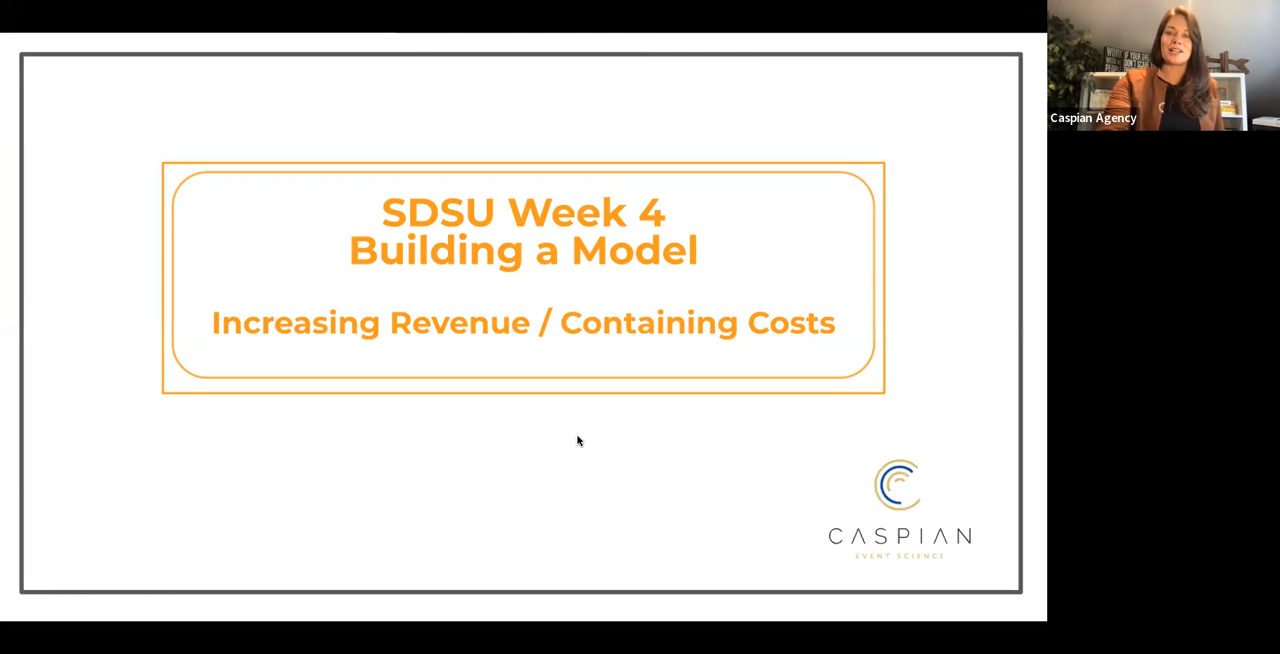 SDSU Week 4
Building a Model
Increasing Revenue / Containing Costs
CASPIAN
EVENT SCIENCE
Caspian Agency